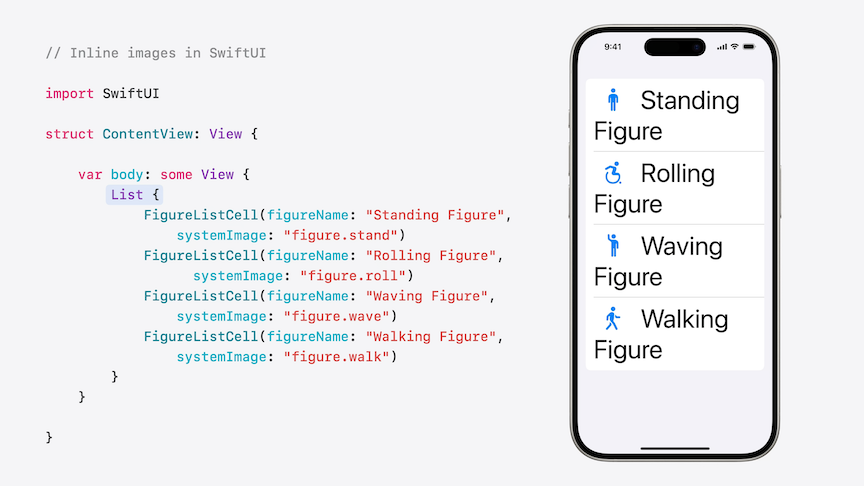 // Inline images in SwiftUI
import SwiftUI
struct ContentView: View {
var body: some View {
List {
FigureListCell(figureName: "Standing Figure",
systemImage: "figure.stand")
FigureListCell(figureName: "Rolling Figure",
systemImage: "figure.roll")
FigureListCell(figureName: "Waving Figure",
systemImage: "figure.wave")
FigureListCell(figureName: "Walking Figure",
systemImage: "figure.walk")
}
}
}
9:41
Standing
Figure
Rolling
Figure
Waving
Figure
Walking
Figure